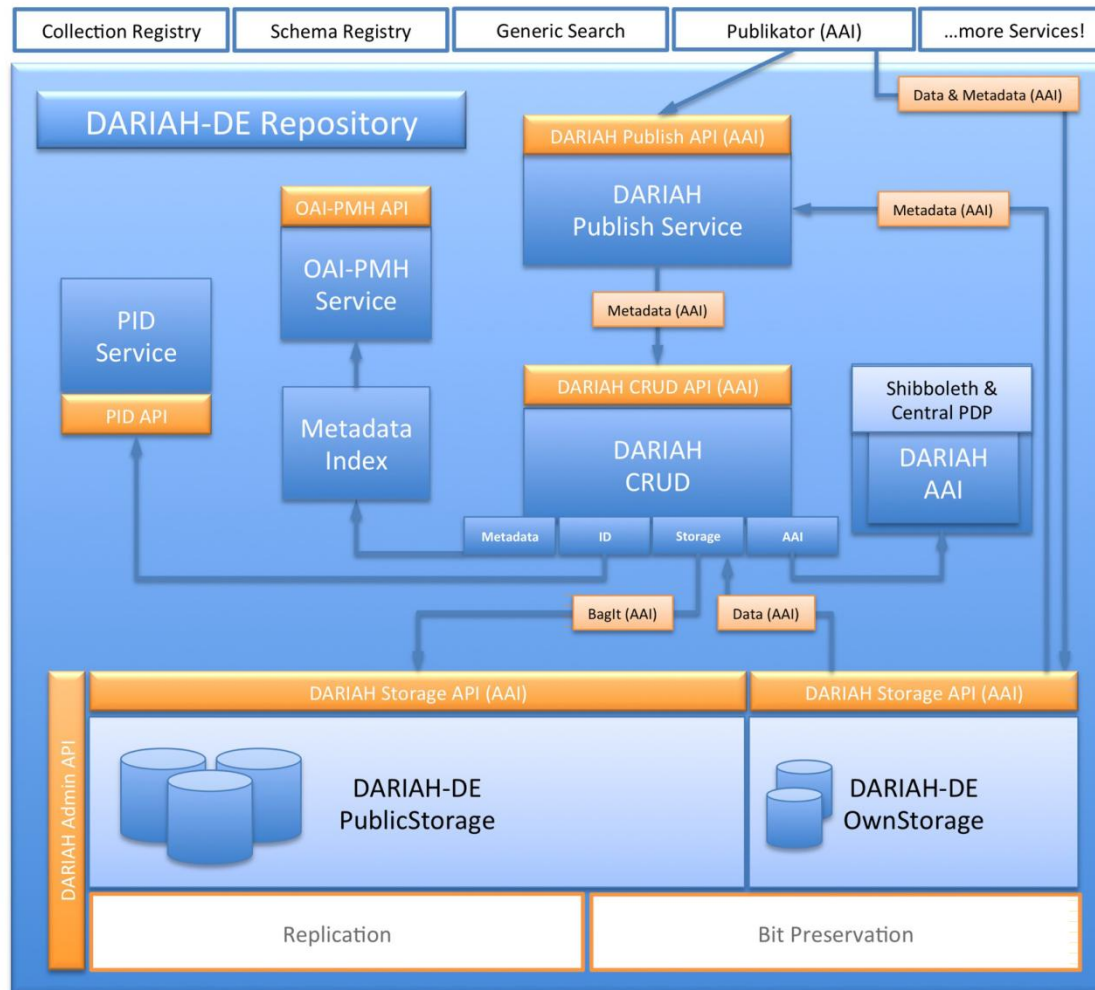 Collection Registry
Schema Registry
Generic Search
Publikator (AAI)
...more Services!
Data & Metadata (AAI)
DARIAH-DE Repository
DARIAH Publish API (AAI)
DARIAH
Publish Service
Metadata (AAI)
OAI-PMH API
OAI-PMH
Service
PID
Service
PID API
Metadata (AAI)
DARIAH CRUD API (AAI)
DARIAH
CRUD
Shibboleth &
Central PDP
DARIAH
AAI
Metadata
Index
Metadata
ID
Storage
AAI
BagIt (AAI)
Data (AAI)
DARIAH Admin API
DARIAH Storage API (AAI)
DARIAH Storage API (AAI)
DARIAH-DE
PublicStorage
DARIAH-DE
OwnStorage
Replication
Bit Preservation